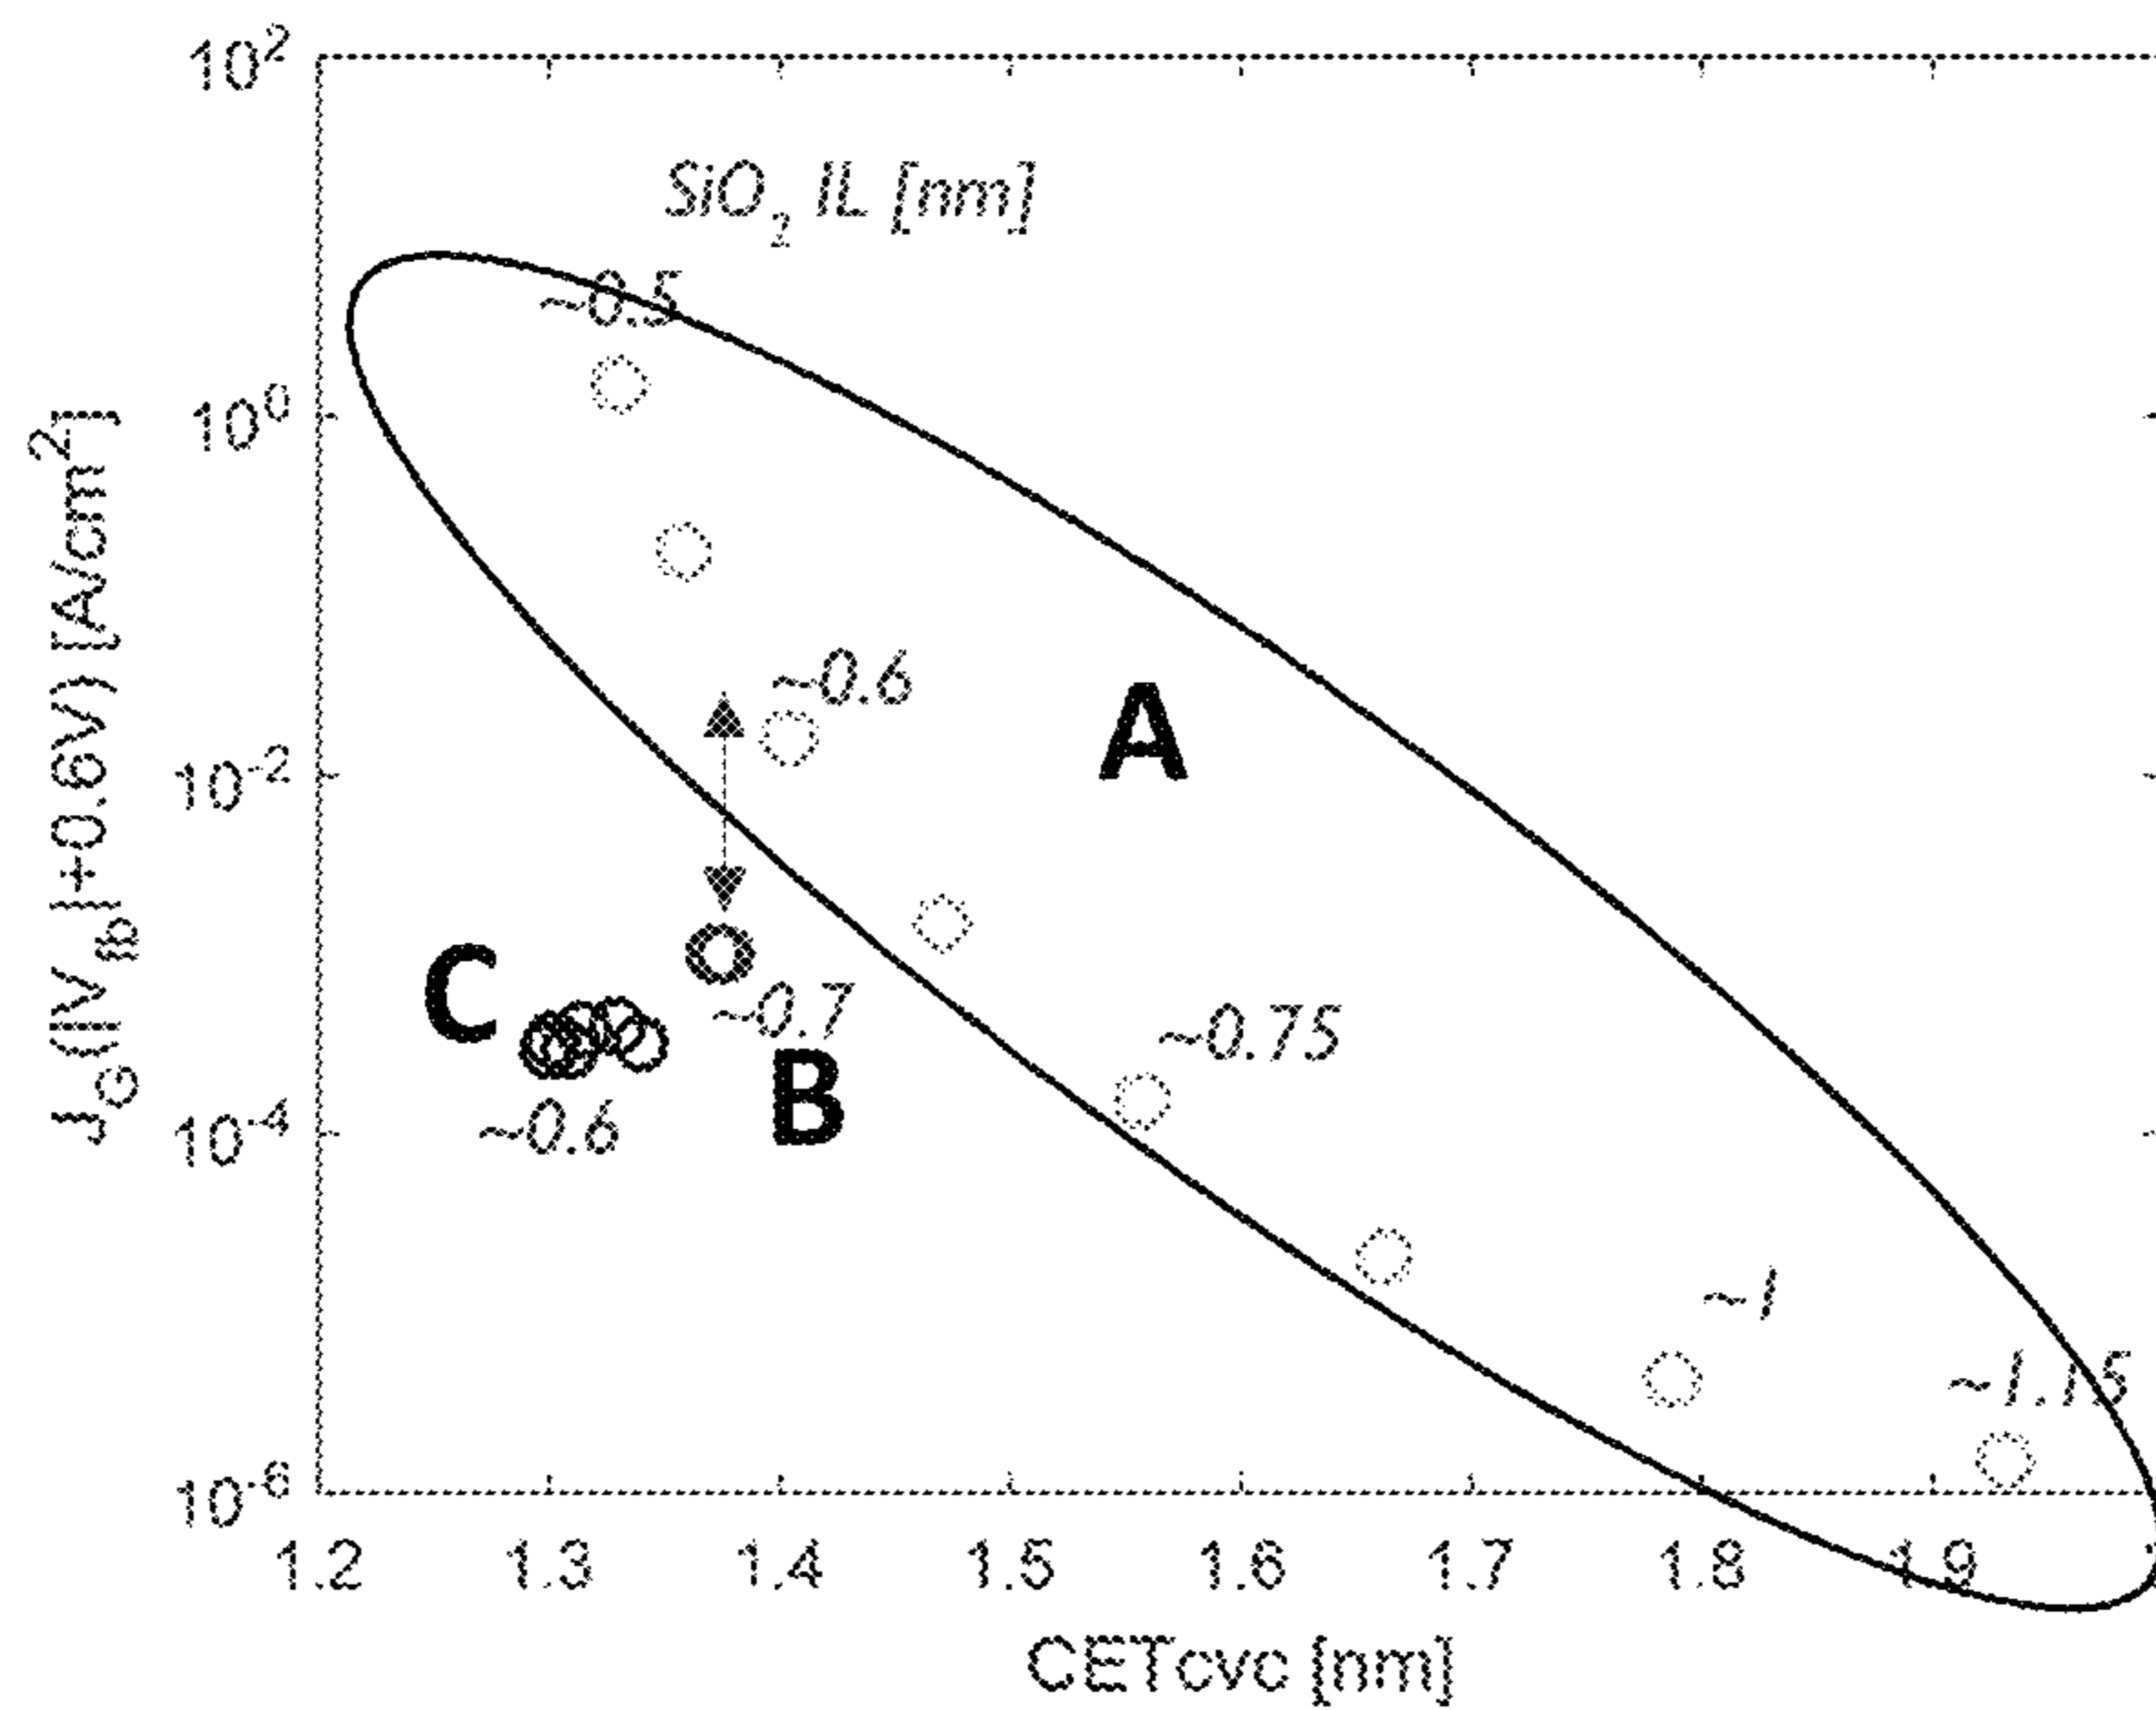 10²
SiO₂ IL [nm]
~0.5
10⁰
~0.6
A
10⁻²
J_G(|V_fb|+0.6V) [A/cm²]
C
~0.7
~0.75
B
~0.6
10⁻⁴
~1
~1.15
10⁻⁶
1.2 1.3 1.4 1.5 1.6 1.7 1.8 1.9
CETcvc [nm]